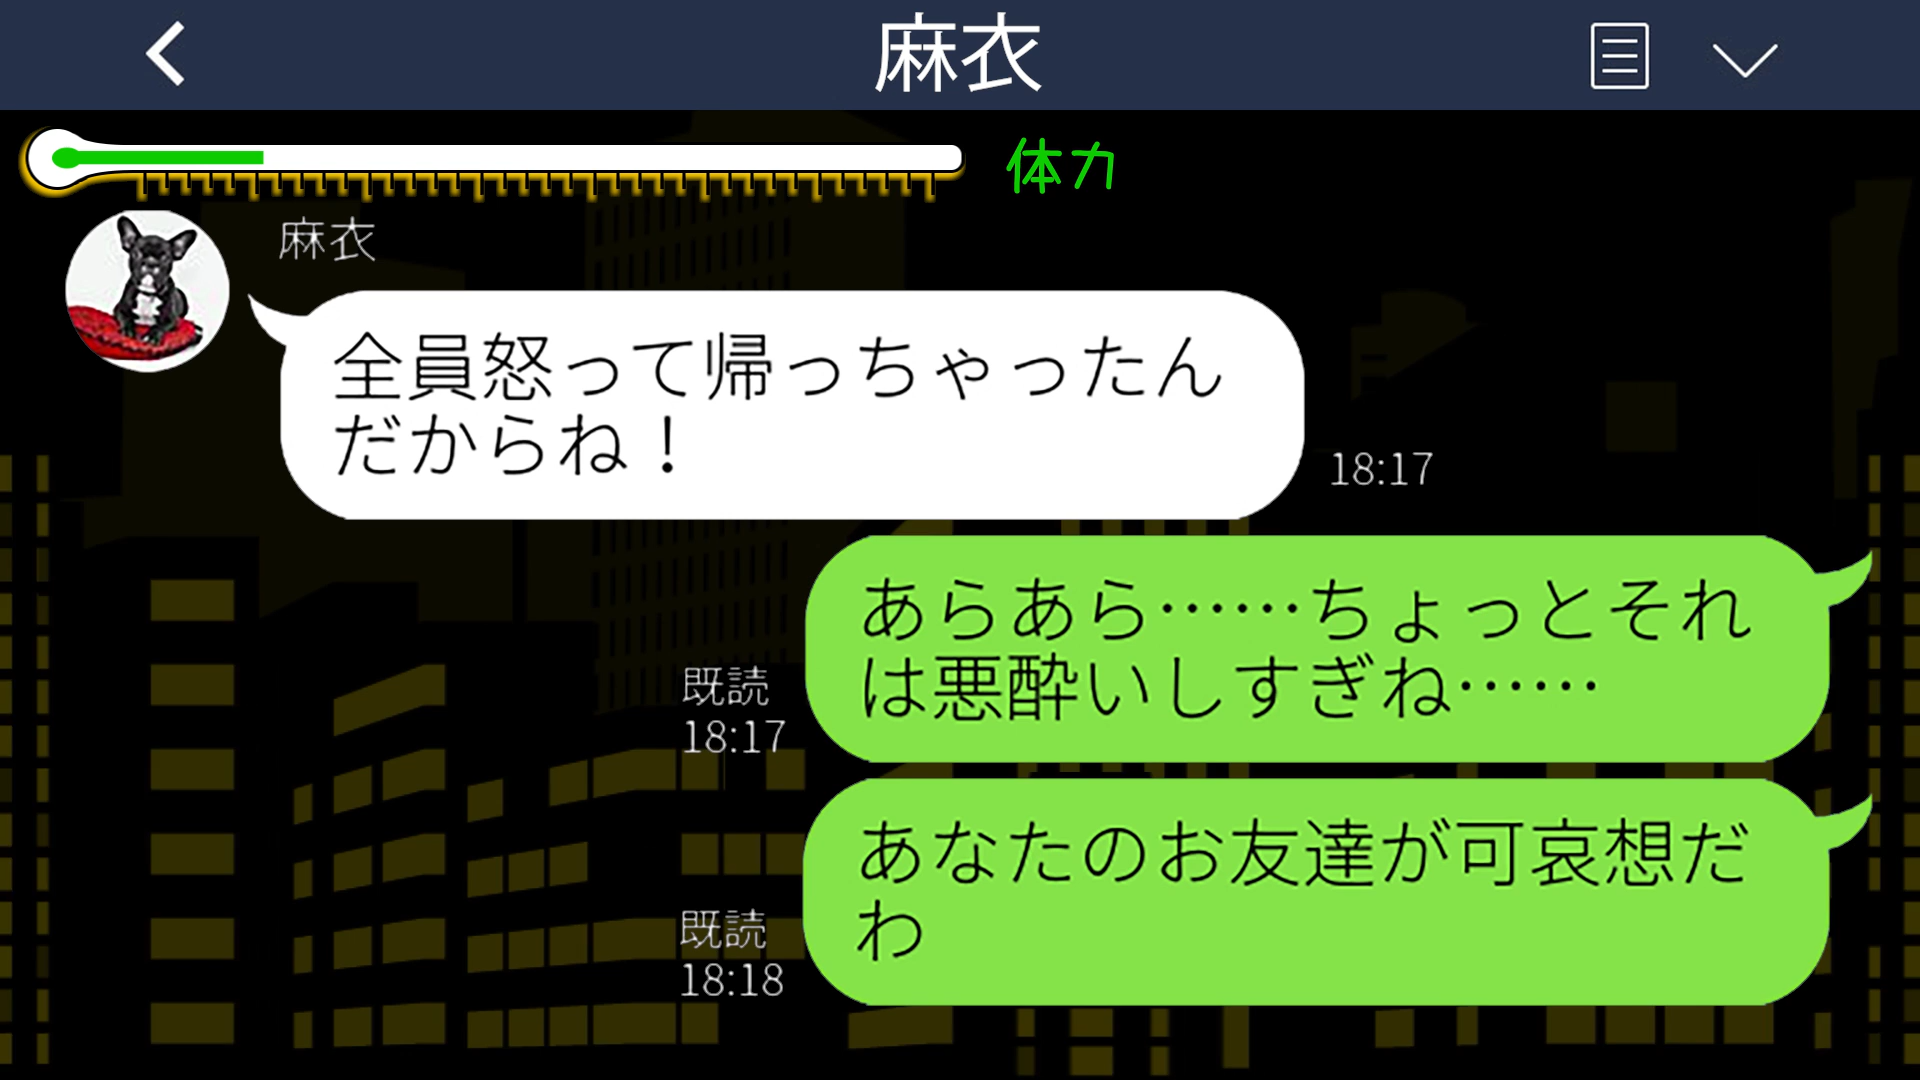 麻衣
体力
麻衣
全員怒って帰っちゃったん
だからね！
18:17
あらあら……ちょっとそれ
は悪酔いしすぎね……
既読
18:17
あなたのお友達が可哀想だ
わ
既読
18:18